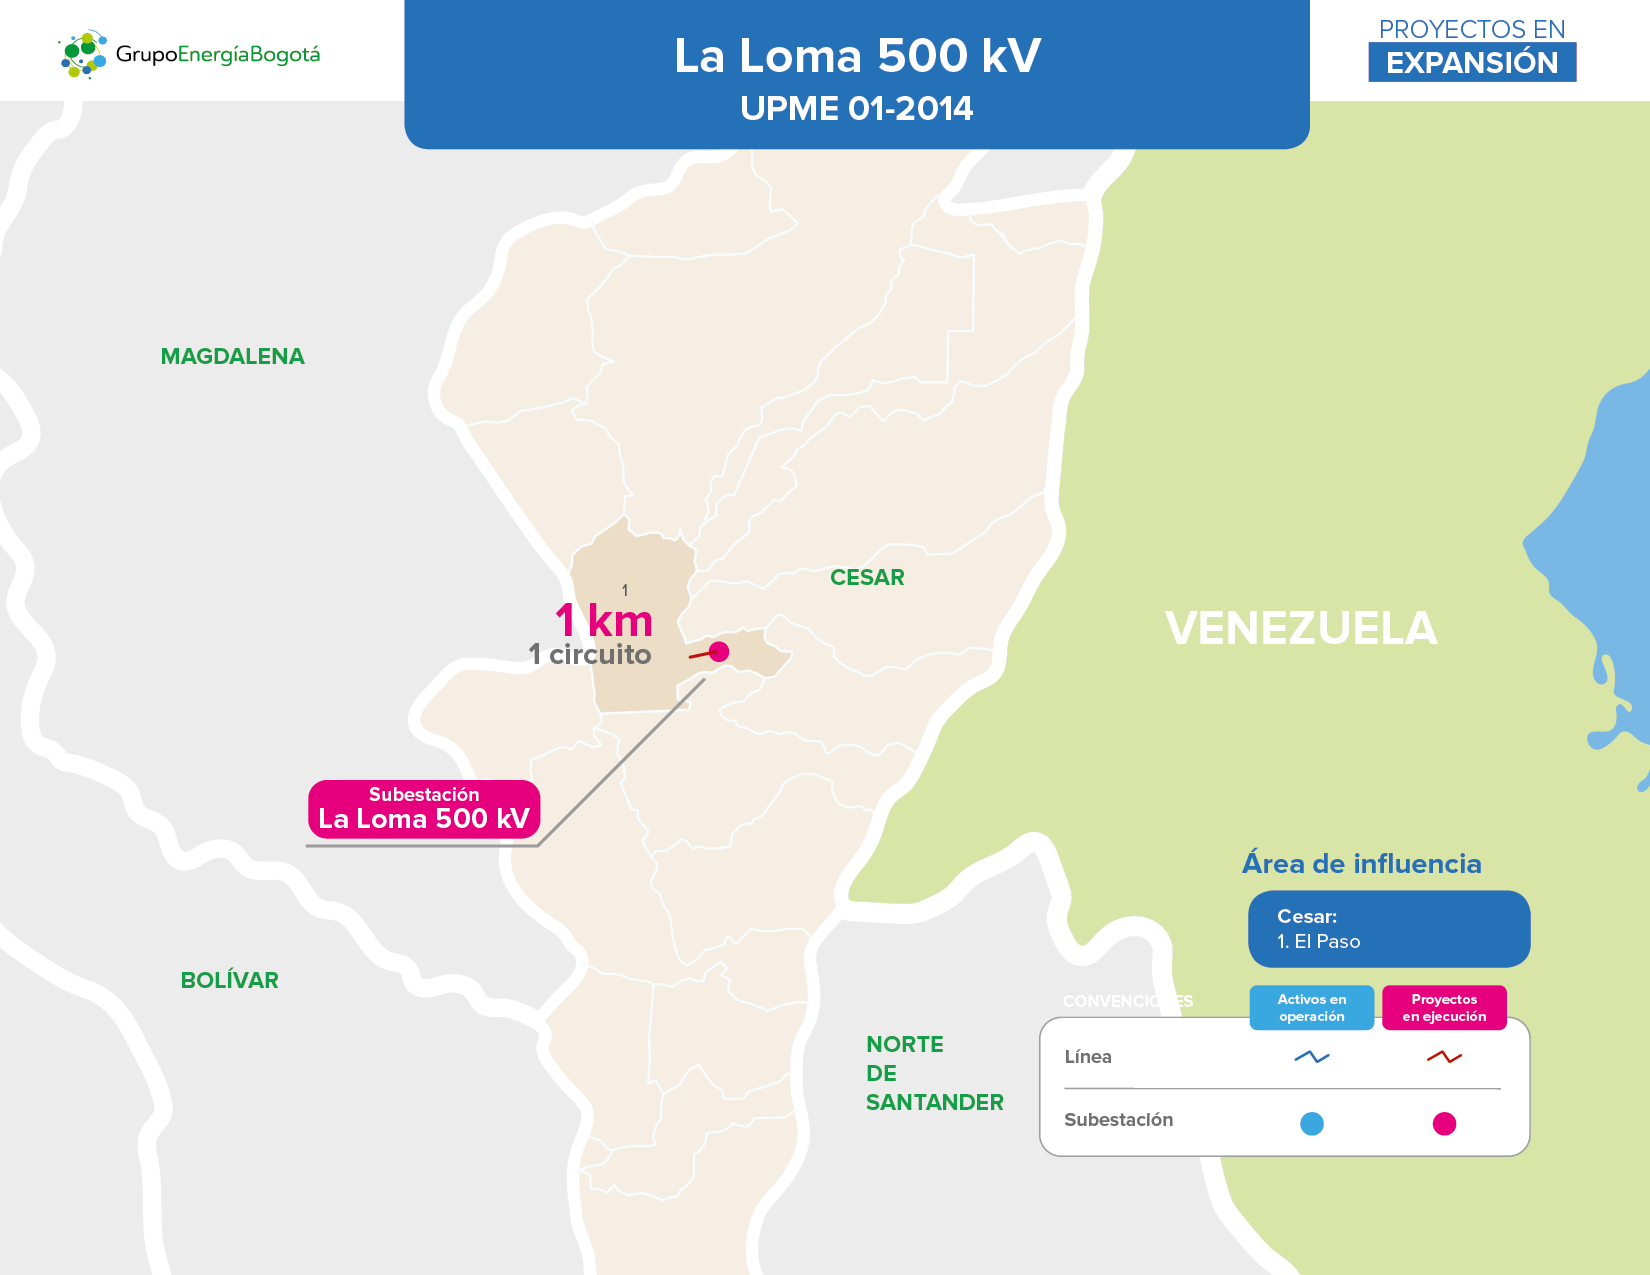 GrupoEnergíaBogotá
La Loma 500 kV
UPME 01-2014
PROYECTOS EN
EXPANSIÓN
MAGDALENA
CESAR
1
1 km
1 circuito
VENEZUELA
Subestación
La Loma 500 kV
BOLÍVAR
NORTE
DE
SANTANDER
Área de influencia
Cesar:
1. El Paso
CONVENCIONES
Activos en
operación
Proyectos
en ejecución
Línea
Subestación